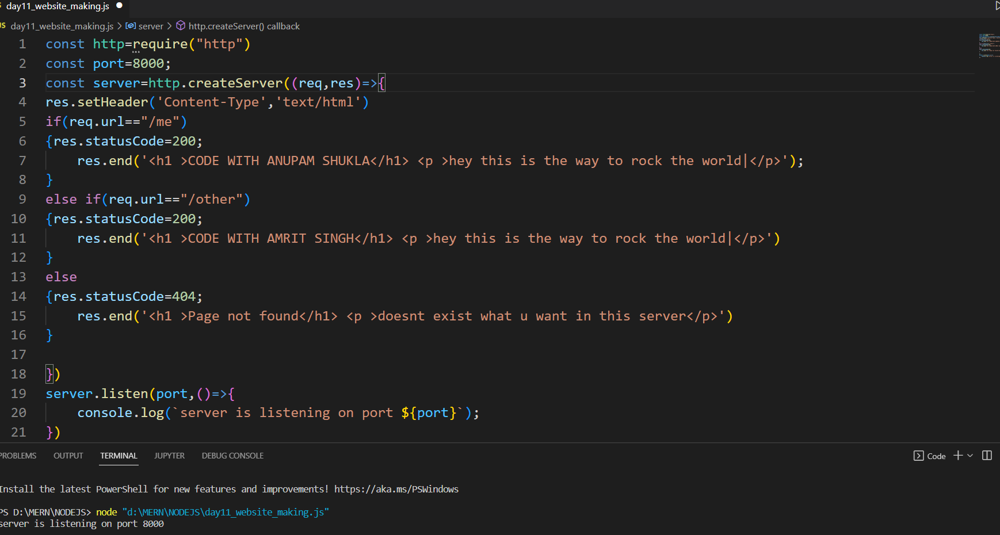 day11_website_making.js
JS day11_website_making.js > server > http.createServer() callback
1 const http=require("http")
2 const port=8000;
3 const server=http.createServer((req,res)=>{
4 res.setHeader('Content-Type','text/html')
5 if(req.url=="/me")
6 {res.statusCode=200;
7     res.end('<h1 >CODE WITH ANUPAM SHUKLA</h1> <p >hey this is the way to rock the world|</p>');
8 }
9 else if(req.url=="/other")
10 {res.statusCode=200;
11     res.end('<h1 >CODE WITH AMRIT SINGH</h1> <p >hey this is the way to rock the world|</p>')
12 }
13 else
14 {res.statusCode=404;
15     res.end('<h1 >Page not found</h1> <p >doesnt exist what u want in this server</p>')
16 }
17
18 })
19 server.listen(port,()=>{
20     console.log(`server is listening on port ${port}`);
21 })
PROBLEMS OUTPUT TERMINAL JUPYTER DEBUG CONSOLE Code
Install the latest PowerShell for new features and improvements! https://aka.ms/PSWindows
PS D:\MERN\NODEJS> node "d:\MERN\NODEJS\day11_website_making.js"
server is listening on port 8000